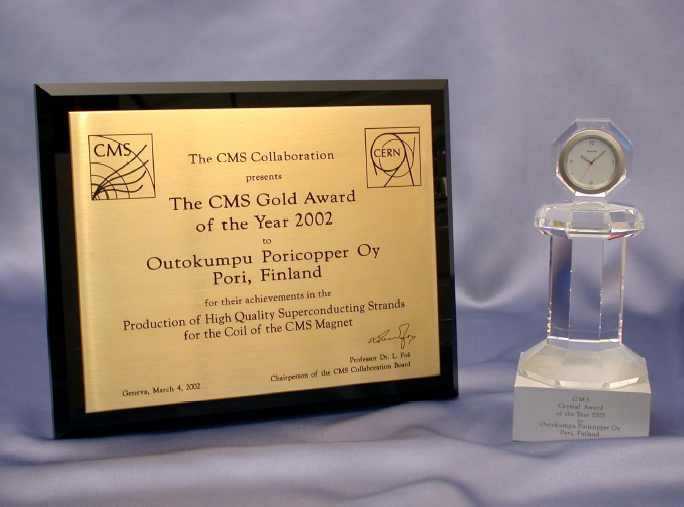 CMS
CERN
The CMS Collaboration
presents
The CMS Gold Award
of the Year 2002
to
Outokumpu Poricopper Oy
Pori, Finland
for their achievements in the
Production of High Quality Superconducting Strands
for the Coil of the CMS Magnet
Professor Dr. L. Foà
Chairperson of the CMS Collaboration Board
Geneva, March 4, 2002
CMS
Crystal Award
of the Year 2002
to
Outokumpu Poricopper Oy
Pori, Finland